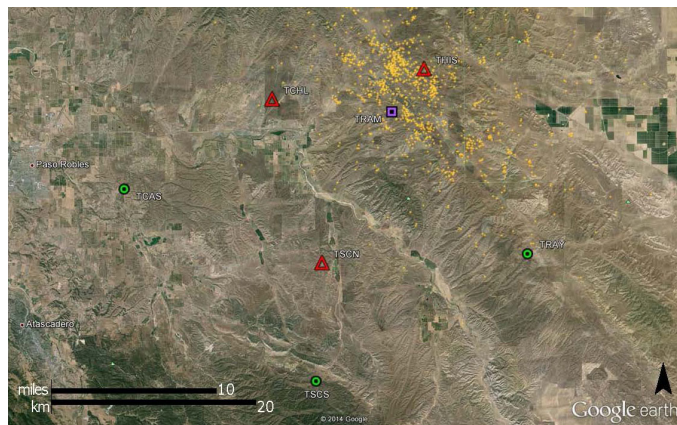 THIS
TCHL
TRAM
Paso Robles
TCAS
TRAY
TSCN
Atascadero
miles 10
km 20
TSCS
© 2014 Google
Google earth